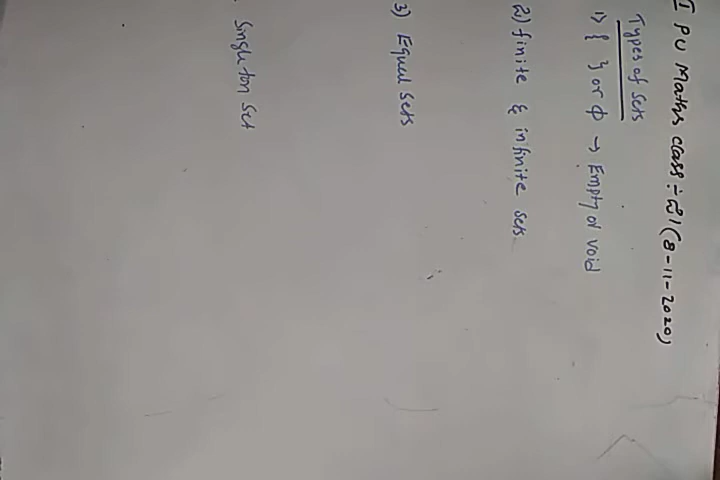 I PU Maths class :- 21 (8-11-2020)
Types of Sets
1) { } or ϕ → Empty or void
2) finite & infinite sets
3) Equal sets
Singleton Set